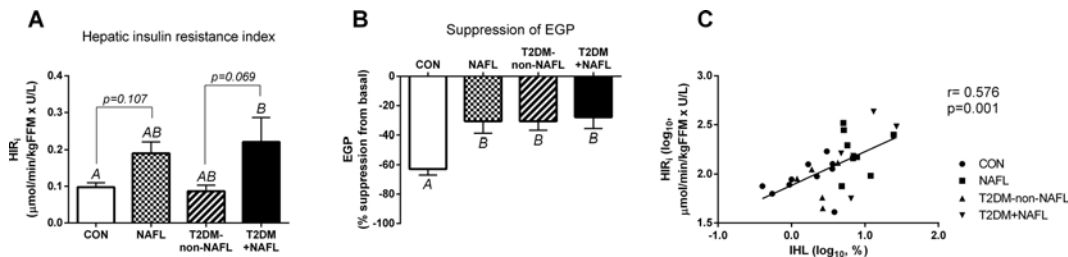 A
Hepatic insulin resistance index
HIRi
(μmol/min/kgFFM x U/L)
0.4
0.3
0.2
0.1
0.0
p=0.107
p=0.069
A
AB
AB
B
CON
NAFL
T2DM-
non-NAFL
T2DM
+NAFL
B
Suppression of EGP
CON
NAFL
T2DM-
non-NAFL
T2DM
+NAFL
EGP
(% suppression from basal)
0
-20
-40
-60
-80
-100
A
B
B
B
C
HIRi (log10,
μmol/min/kgFFM x U/L)
3.0
2.5
2.0
1.5
-1.0
0.0
1.0
2.0
IHL (log10, %)
r= 0.576
p=0.001
CON
NAFL
T2DM-non-NAFL
T2DM+NAFL